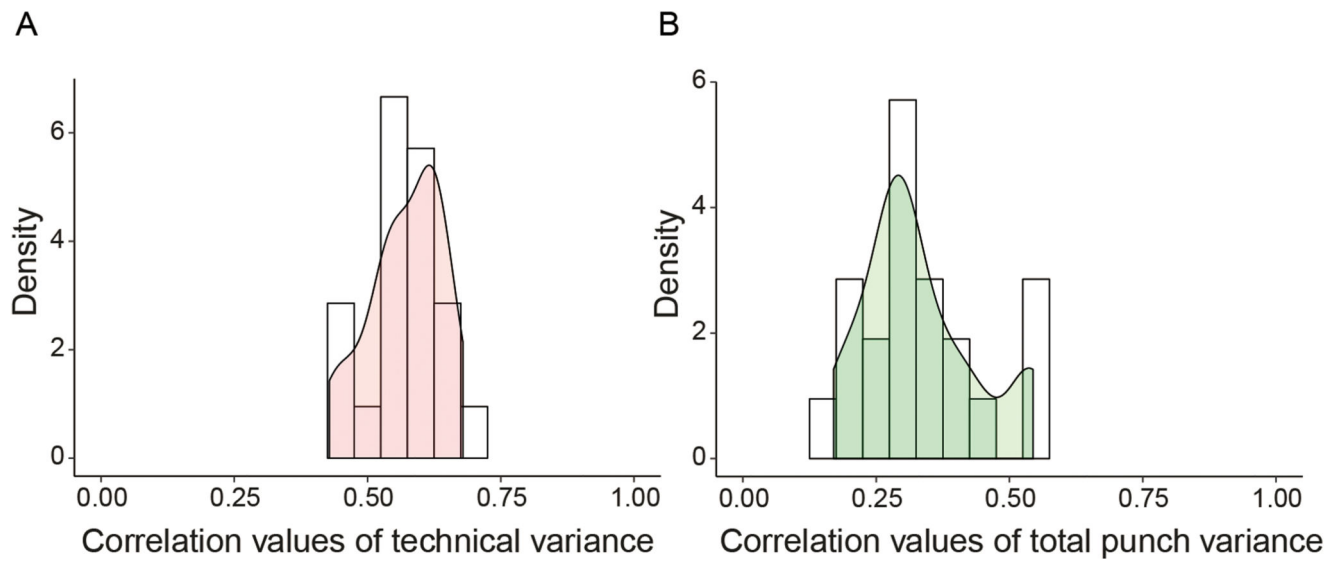 A
Density
6
4
2
0
0.00 0.25 0.50 0.75 1.00
Correlation values of technical variance
B
Density
6
4
2
0
0.00 0.25 0.50 0.75 1.00
Correlation values of total punch variance